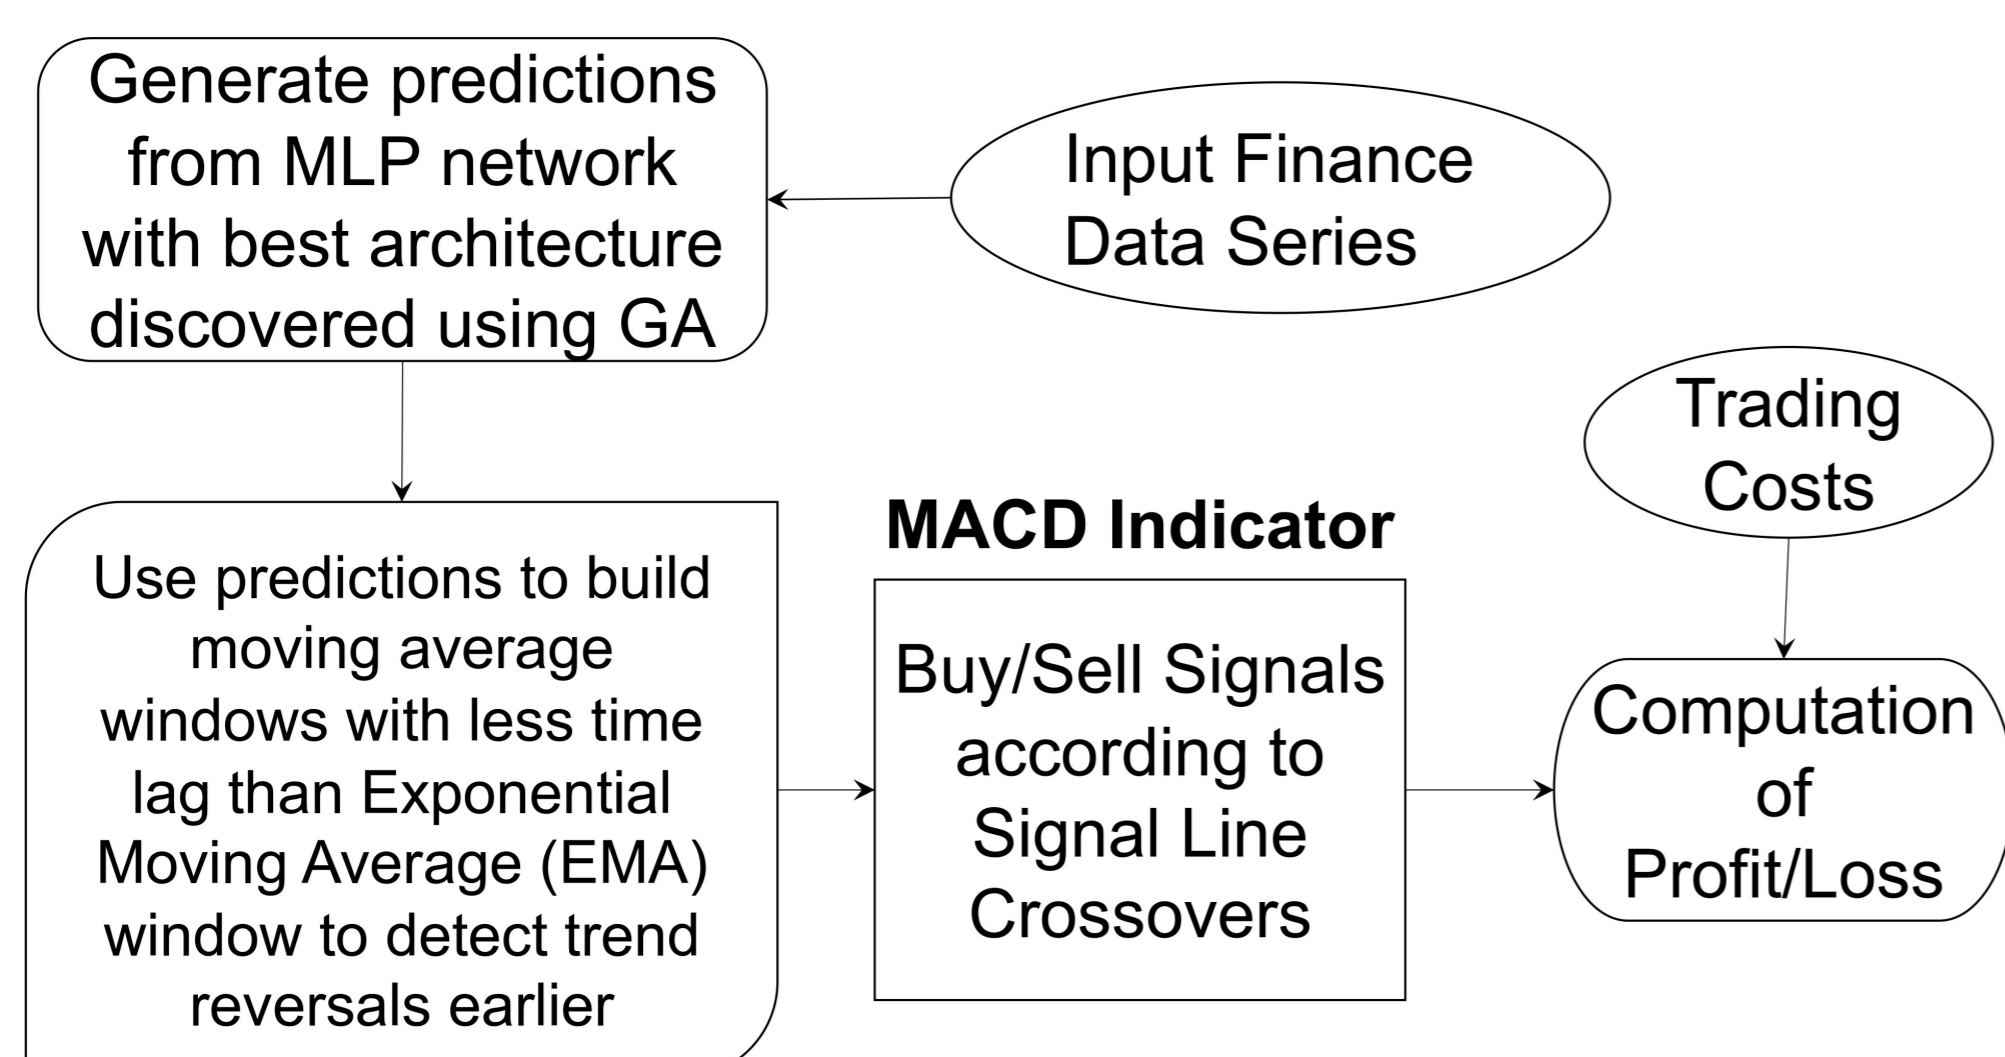 Generate predictions
from MLP network
with best architecture
discovered using GA
Input Finance
Data Series
Trading
Costs
Use predictions to build
moving average
windows with less time
lag than Exponential
Moving Average (EMA)
window to detect trend
reversals earlier
MACD Indicator
Buy/Sell Signals
according to
Signal Line
Crossovers
Computation
of
Profit/Loss